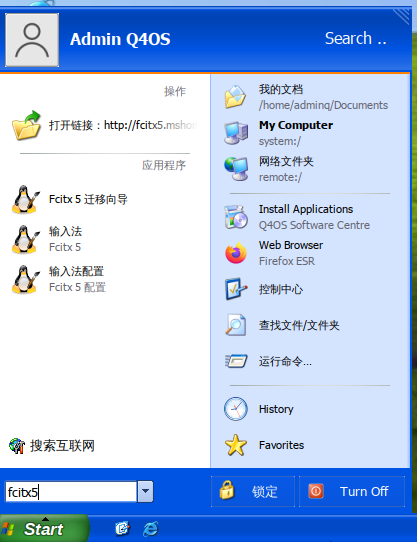 Admin Q4OS
Search ..
操作
打开链接：http://fcitx5.mshom
应用程序
Fcitx 5 迁移向导
输入法
Fcitx 5
输入法配置
Fcitx 5 配置
搜索互联网
我的文档
/home/adminq/Documents
My Computer
system:/
网络文件夹
remote:/
Install Applications
Q4OS Software Centre
Web Browser
Firefox ESR
控制中心
查找文件/文件夹
运行命令...
History
Favorites
fcitx5
锁定
Turn Off
Start